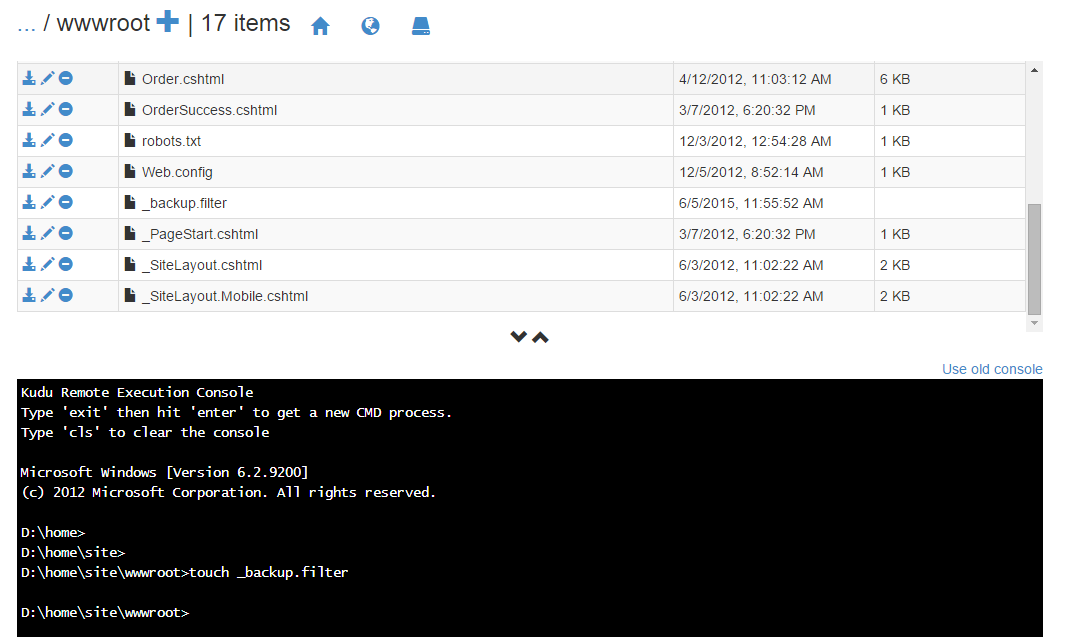 ... / wwwroot | 17 items
Order.cshtml 4/12/2012, 11:03:12 AM 6 KB
OrderSuccess.cshtml 3/7/2012, 6:20:32 PM 1 KB
robots.txt 12/3/2012, 12:54:28 AM 1 KB
Web.config 12/5/2012, 8:52:14 AM 1 KB
_backup.filter 6/5/2015, 11:55:52 AM
_PageStart.cshtml 3/7/2012, 6:20:32 PM 1 KB
_SiteLayout.cshtml 6/3/2012, 11:02:22 AM 2 KB
_SiteLayout.Mobile.cshtml 6/3/2012, 11:02:22 AM 2 KB
Use old console
Kudu Remote Execution Console
Type 'exit' then hit 'enter' to get a new CMD process.
Type 'cls' to clear the console
Microsoft Windows [Version 6.2.9200]
(c) 2012 Microsoft Corporation. All rights reserved.
D:\home>
D:\home\site>
D:\home\site\wwwroot>touch _backup.filter
D:\home\site\wwwroot>